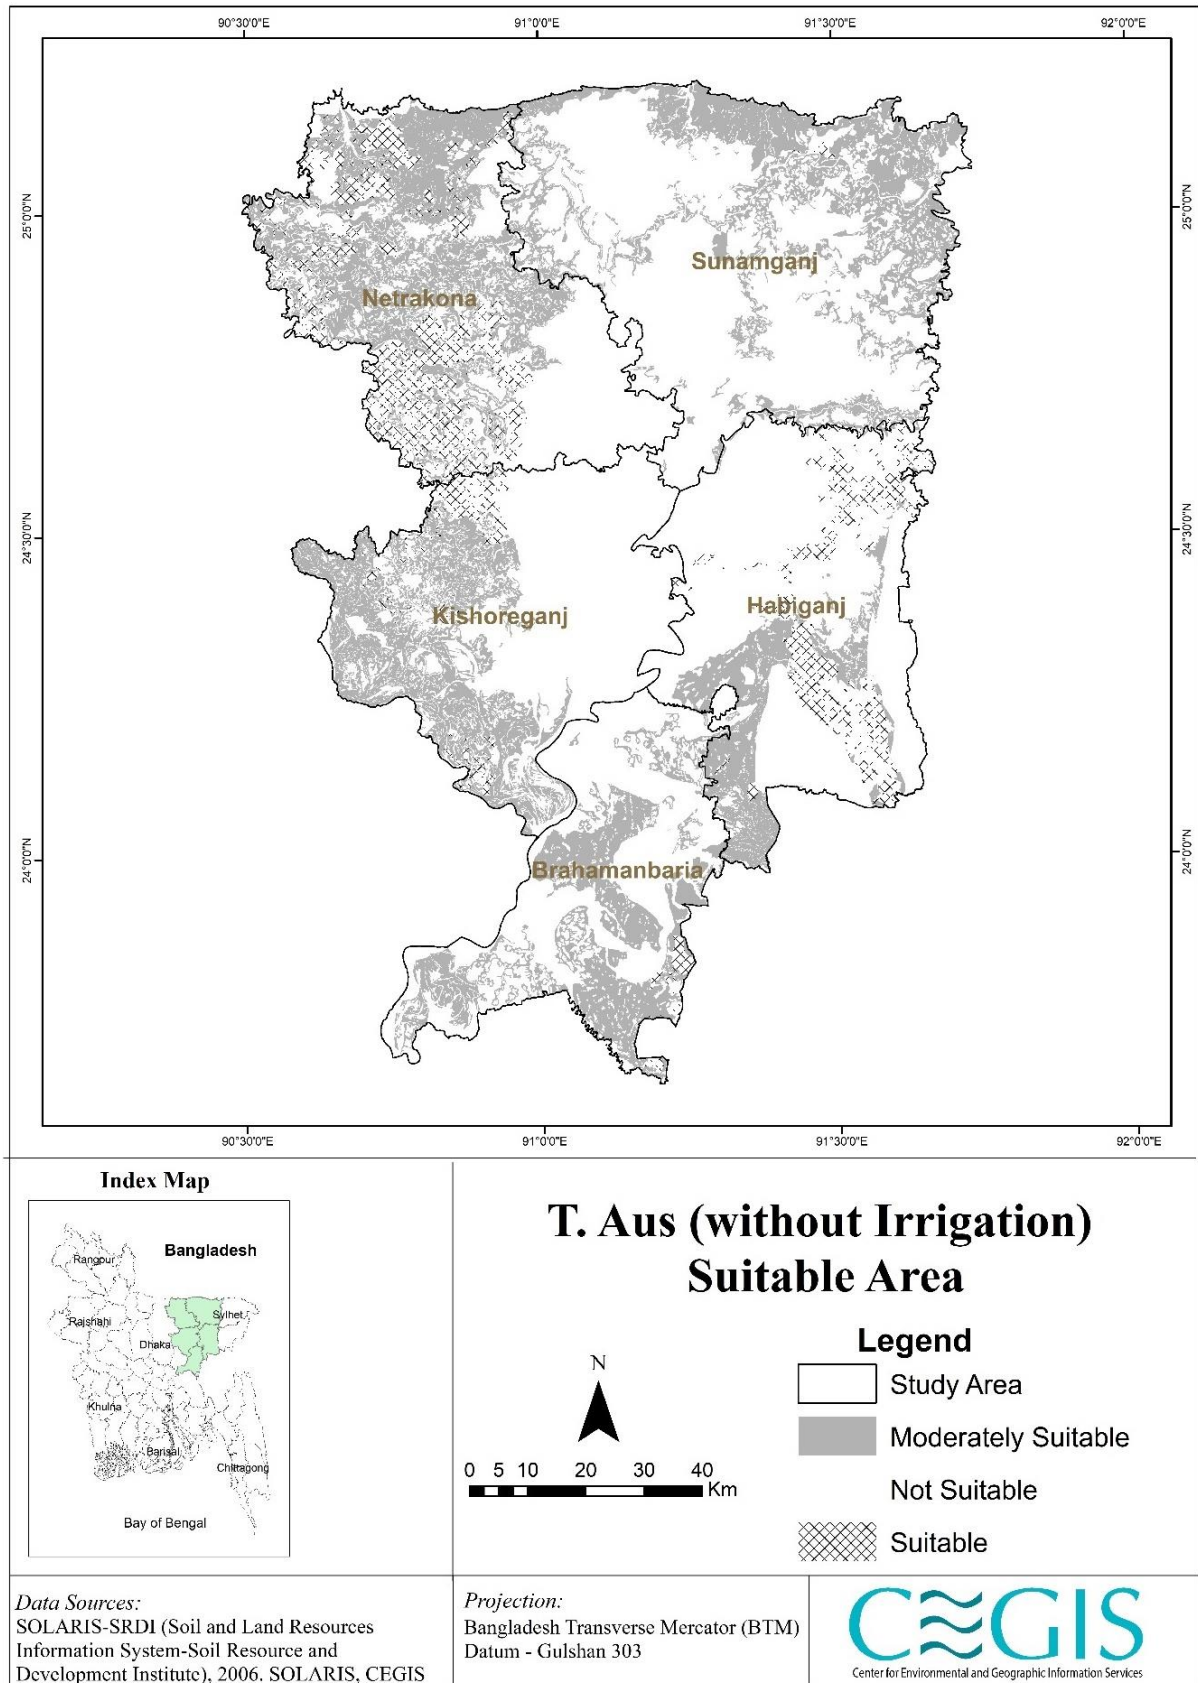 90°30'0"E 91°0'0"E 91°30'0"E 92°0'0"E
25°0'0"N
25°0'0"N
Sunamganj
Netrakona
24°30'0"N
24°30'0"N
Habiganj
Kishoreganj
24°0'0"N
24°0'0"N
Brahamanbaria
90°30'0"E 91°0'0"E 91°30'0"E 92°0'0"E
Index Map
Bangladesh
Rangpur
Sylhet
Rajshahi
Dhaka
Khulna
Barisal
Chittagong
Bay of Bengal
T. Aus (without Irrigation)
Suitable Area
N
0 5 10 20 30 40
Km
Legend
Study Area
Moderately Suitable
Not Suitable
Suitable
Data Sources:
SOLARIS-SRDI (Soil and Land Resources
Information System-Soil Resource and
Development Institute), 2006. SOLARIS, CEGIS
Projection:
Bangladesh Transverse Mercator (BTM)
Datum - Gulshan 303
CEGIS
Center for Environmental and Geographic Information Services